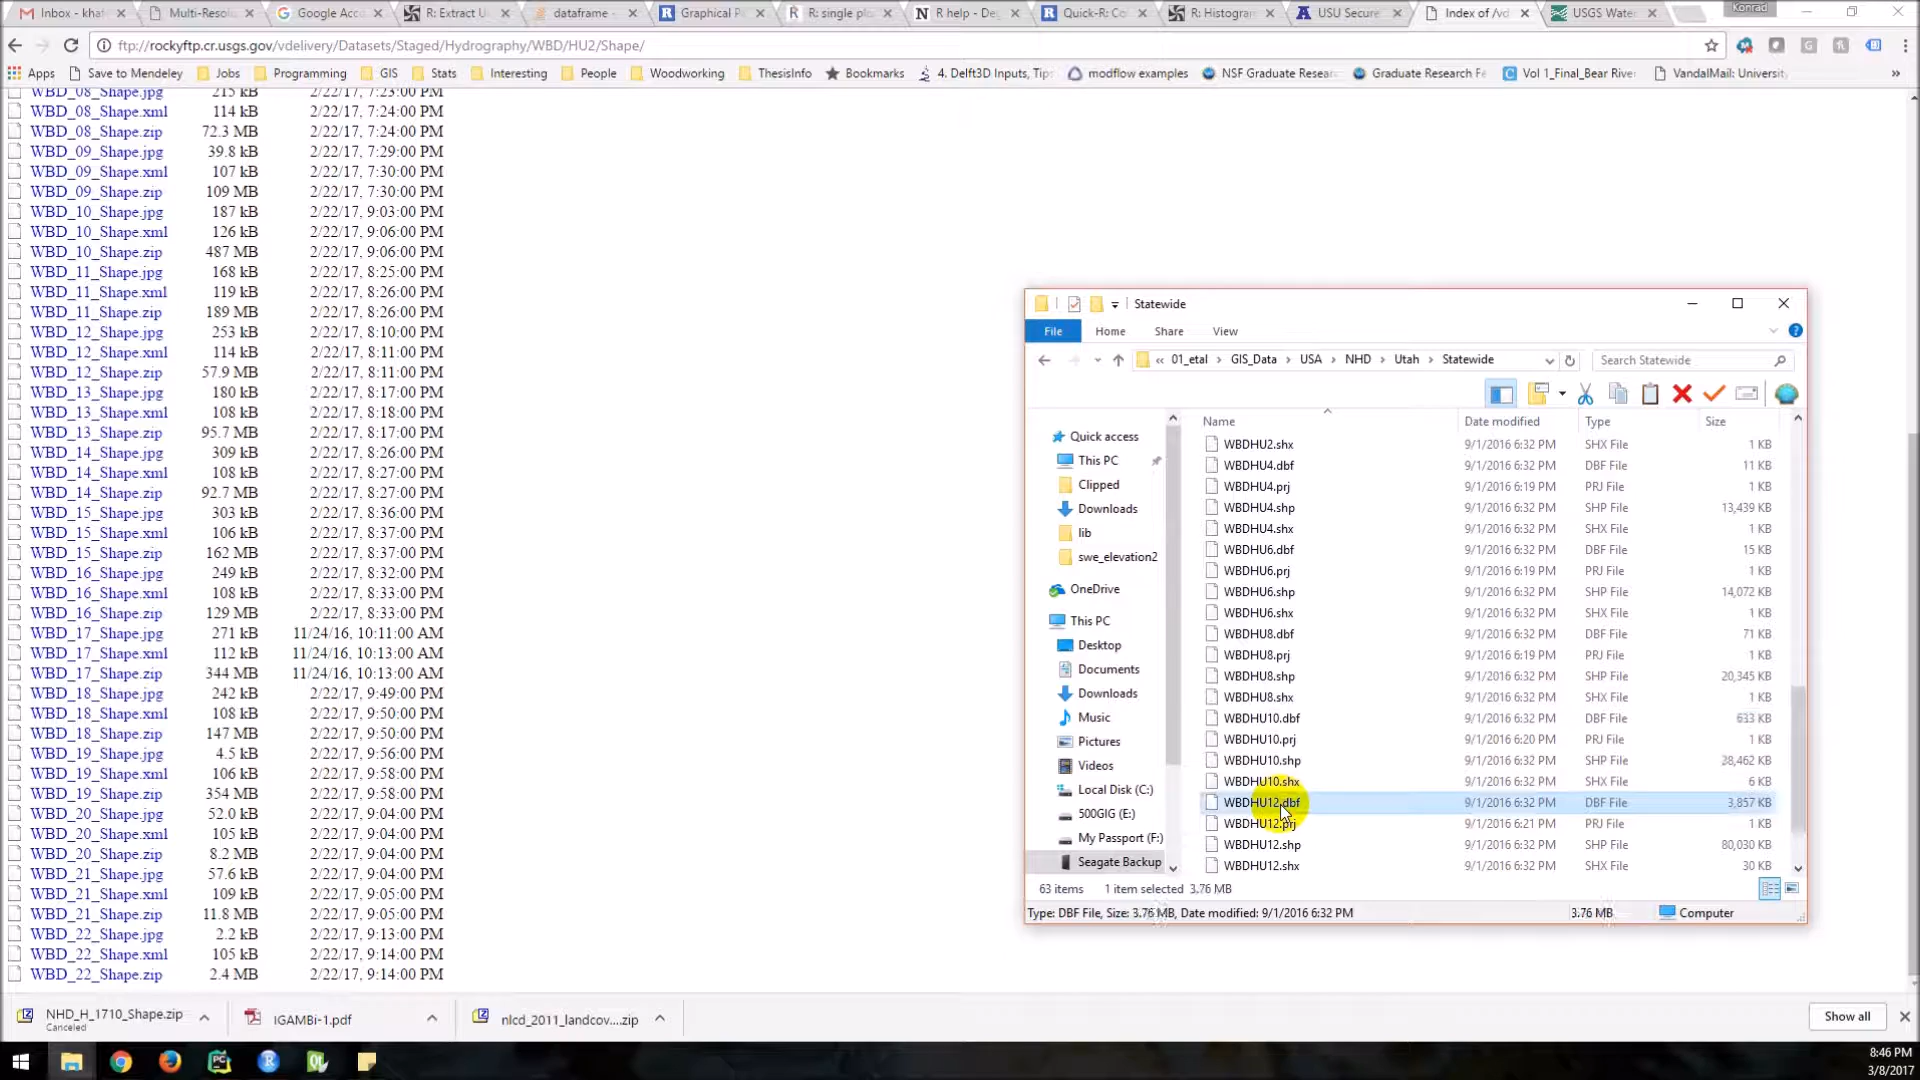 Inbox - khaf
Multi-Resol
Google Acc
R: Extract U
dataframe -
Graphical P
R: single plo
R help - De
Quick-R: Co
R: Histogra
USU Secure
Index of /vd
USGS Wate
Konrad
ftp://rockyftp.cr.usgs.gov/vdelivery/Datasets/Staged/Hydrography/WBD/HU2/Shape/
Apps Save to Mendeley Jobs Programming GIS Stats Interesting People Woodworking ThesisInfo Bookmarks 4. Delft3D Inputs, Tip: modflow examples NSF Graduate Resear Graduate Research Fe Vol 1_Final_Bear Rive VandalMail: Universit »
WBD_08_Shape.jpg 215 kB 2/22/17, 7:23:00 PM
WBD_08_Shape.xml 114 kB 2/22/17, 7:24:00 PM
WBD_08_Shape.zip 72.3 MB 2/22/17, 7:24:00 PM
WBD_09_Shape.jpg 39.8 kB 2/22/17, 7:29:00 PM
WBD_09_Shape.xml 107 kB 2/22/17, 7:30:00 PM
WBD_09_Shape.zip 109 MB 2/22/17, 7:30:00 PM
WBD_10_Shape.jpg 187 kB 2/22/17, 9:03:00 PM
WBD_10_Shape.xml 126 kB 2/22/17, 9:06:00 PM
WBD_10_Shape.zip 487 MB 2/22/17, 9:06:00 PM
WBD_11_Shape.jpg 168 kB 2/22/17, 8:25:00 PM
WBD_11_Shape.xml 119 kB 2/22/17, 8:26:00 PM
WBD_11_Shape.zip 189 MB 2/22/17, 8:26:00 PM
WBD_12_Shape.jpg 253 kB 2/22/17, 8:10:00 PM
WBD_12_Shape.xml 114 kB 2/22/17, 8:11:00 PM
WBD_12_Shape.zip 57.9 MB 2/22/17, 8:11:00 PM
WBD_13_Shape.jpg 180 kB 2/22/17, 8:17:00 PM
WBD_13_Shape.xml 108 kB 2/22/17, 8:18:00 PM
WBD_13_Shape.zip 95.7 MB 2/22/17, 8:17:00 PM
WBD_14_Shape.jpg 309 kB 2/22/17, 8:26:00 PM
WBD_14_Shape.xml 108 kB 2/22/17, 8:27:00 PM
WBD_14_Shape.zip 92.7 MB 2/22/17, 8:27:00 PM
WBD_15_Shape.jpg 303 kB 2/22/17, 8:36:00 PM
WBD_15_Shape.xml 106 kB 2/22/17, 8:37:00 PM
WBD_15_Shape.zip 162 MB 2/22/17, 8:37:00 PM
WBD_16_Shape.jpg 249 kB 2/22/17, 8:32:00 PM
WBD_16_Shape.xml 108 kB 2/22/17, 8:33:00 PM
WBD_16_Shape.zip 129 MB 2/22/17, 8:33:00 PM
WBD_17_Shape.jpg 271 kB 11/24/16, 10:11:00 AM
WBD_17_Shape.xml 112 kB 11/24/16, 10:13:00 AM
WBD_17_Shape.zip 344 MB 11/24/16, 10:13:00 AM
WBD_18_Shape.jpg 242 kB 2/22/17, 9:49:00 PM
WBD_18_Shape.xml 108 kB 2/22/17, 9:50:00 PM
WBD_18_Shape.zip 147 MB 2/22/17, 9:50:00 PM
WBD_19_Shape.jpg 4.5 kB 2/22/17, 9:56:00 PM
WBD_19_Shape.xml 106 kB 2/22/17, 9:58:00 PM
WBD_19_Shape.zip 354 MB 2/22/17, 9:58:00 PM
WBD_20_Shape.jpg 52.0 kB 2/22/17, 9:04:00 PM
WBD_20_Shape.xml 105 kB 2/22/17, 9:04:00 PM
WBD_20_Shape.zip 8.2 MB 2/22/17, 9:04:00 PM
WBD_21_Shape.jpg 57.6 kB 2/22/17, 9:04:00 PM
WBD_21_Shape.xml 109 kB 2/22/17, 9:05:00 PM
WBD_21_Shape.zip 11.8 MB 2/22/17, 9:05:00 PM
WBD_22_Shape.jpg 2.2 kB 2/22/17, 9:13:00 PM
WBD_22_Shape.xml 105 kB 2/22/17, 9:14:00 PM
WBD_22_Shape.zip 2.4 MB 2/22/17, 9:14:00 PM
Statewide
File Home Share View
« 01_etal › GIS_Data › USA › NHD › Utah › Statewide
Search Statewide
Quick access
This PC
Clipped
Downloads
lib
swe_elevation2
OneDrive
This PC
Desktop
Documents
Downloads
Music
Pictures
Videos
Local Disk (C:)
500GIG (E:)
My Passport (F:)
Seagate Backup
Name Date modified Type Size
WBDHU2.shx 9/1/2016 6:32 PM SHX File 1 KB
WBDHU4.dbf 9/1/2016 6:32 PM DBF File 11 KB
WBDHU4.prj 9/1/2016 6:19 PM PRJ File 1 KB
WBDHU4.shp 9/1/2016 6:32 PM SHP File 13,439 KB
WBDHU4.shx 9/1/2016 6:32 PM SHX File 1 KB
WBDHU6.dbf 9/1/2016 6:32 PM DBF File 15 KB
WBDHU6.prj 9/1/2016 6:19 PM PRJ File 1 KB
WBDHU6.shp 9/1/2016 6:32 PM SHP File 14,072 KB
WBDHU6.shx 9/1/2016 6:32 PM SHX File 1 KB
WBDHU8.dbf 9/1/2016 6:32 PM DBF File 71 KB
WBDHU8.prj 9/1/2016 6:19 PM PRJ File 1 KB
WBDHU8.shp 9/1/2016 6:32 PM SHP File 20,345 KB
WBDHU8.shx 9/1/2016 6:32 PM SHX File 1 KB
WBDHU10.dbf 9/1/2016 6:32 PM DBF File 633 KB
WBDHU10.prj 9/1/2016 6:20 PM PRJ File 1 KB
WBDHU10.shp 9/1/2016 6:32 PM SHP File 38,462 KB
WBDHU10.shx 9/1/2016 6:32 PM SHX File 6 KB
WBDHU12.dbf 9/1/2016 6:32 PM DBF File 3,857 KB
WBDHU12.prj 9/1/2016 6:21 PM PRJ File 1 KB
WBDHU12.shp 9/1/2016 6:32 PM SHP File 80,030 KB
WBDHU12.shx 9/1/2016 6:32 PM SHX File 30 KB
63 items 1 item selected 3.76 MB
Type: DBF File, Size: 3.76 MB, Date modified: 9/1/2016 6:32 PM 3.76 MB Computer
NHD_H_1710_Shape.zip
Canceled
IGAMBi-1.pdf
nlcd_2011_landcov....zip
Show all
8:46 PM
3/8/2017